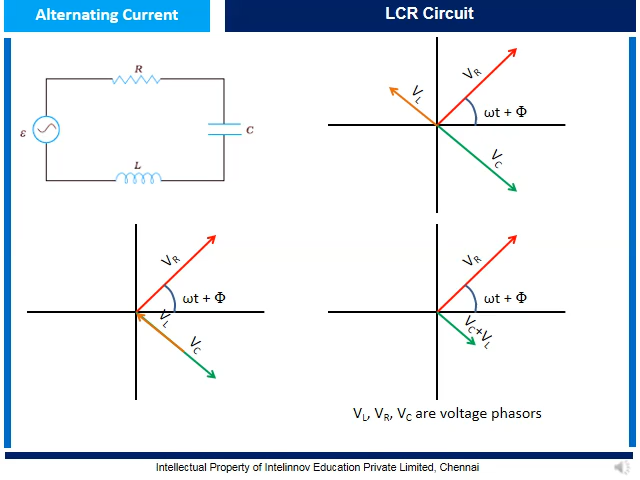 Alternating Current
LCR Circuit
R
ε
C
L
V_R
V_L
ωt + Φ
V_C
V_R
ωt + Φ
V_L
V_C
V_R
ωt + Φ
V_C+V_L
V_L, V_R, V_C are voltage phasors
Intellectual Property of Intelinnov Education Private Limited, Chennai